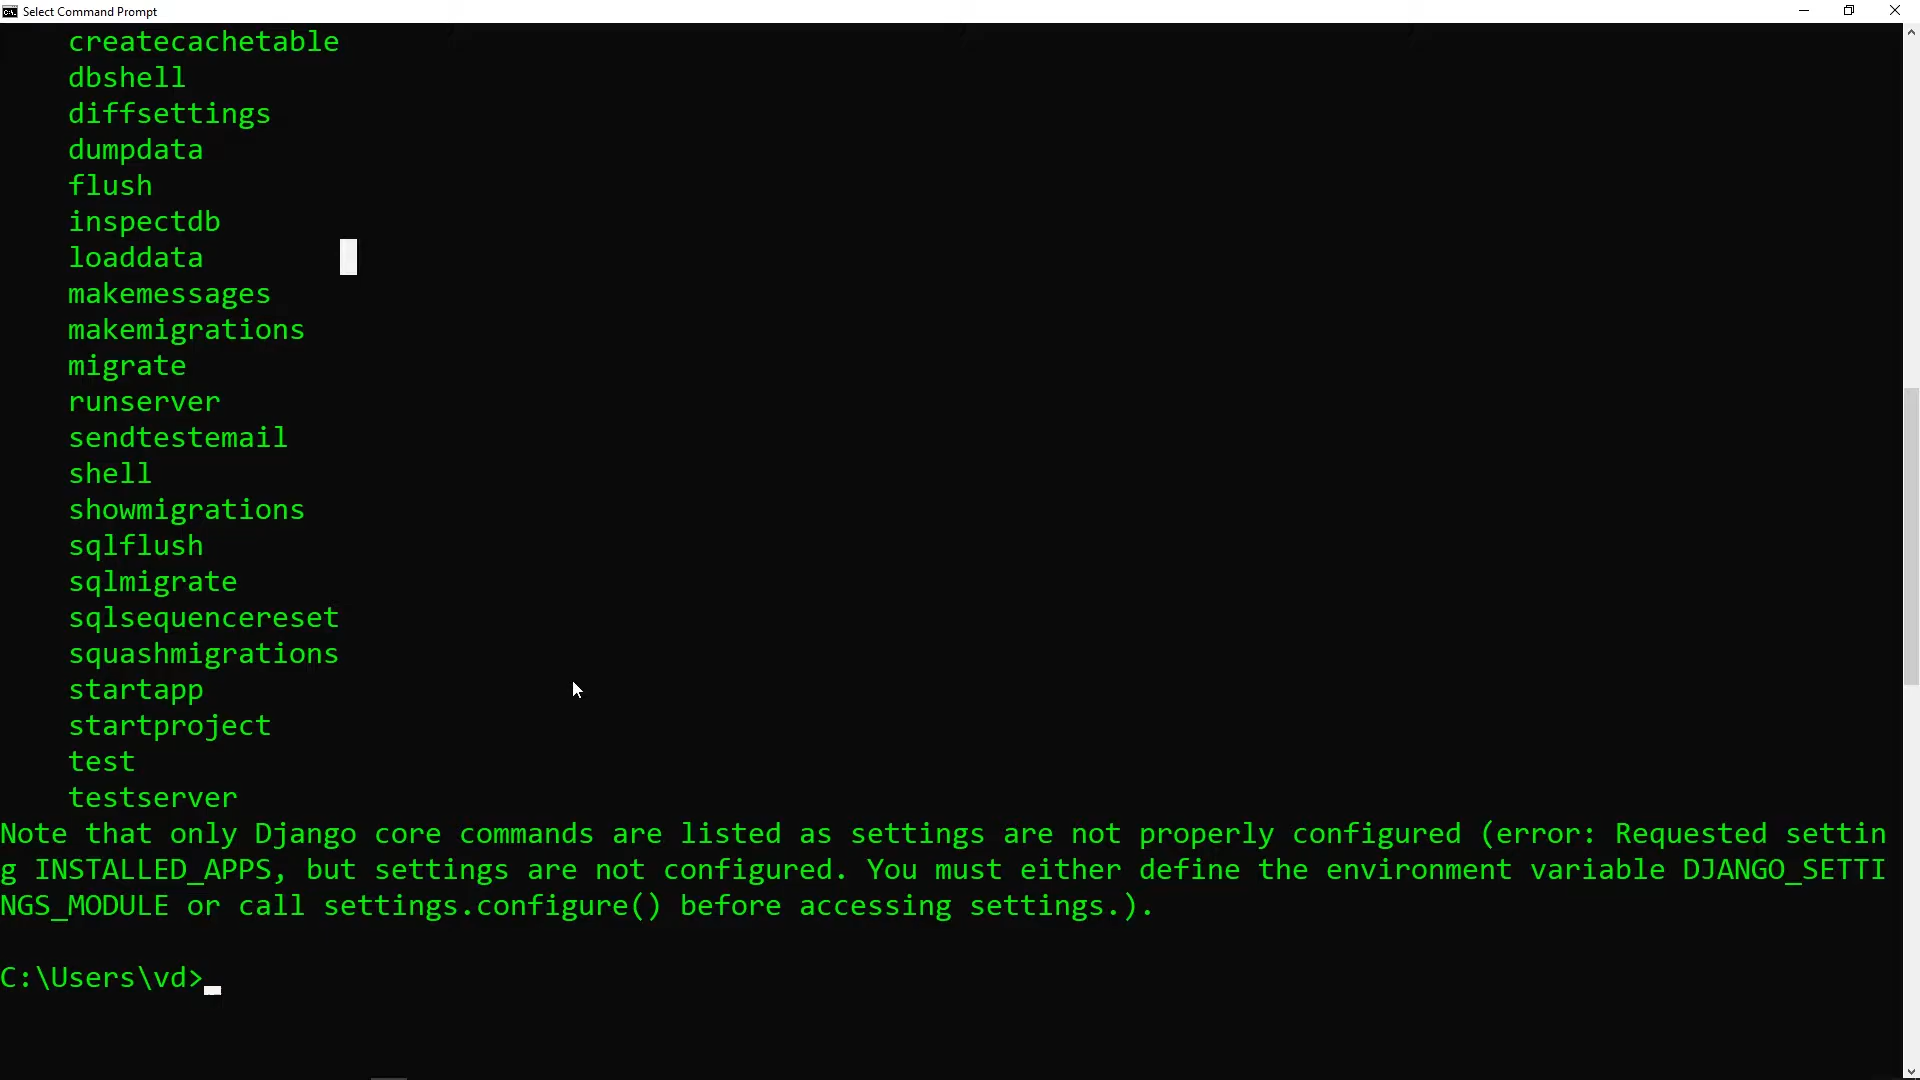 Select Command Prompt
createcachetable
dbshell
diffsettings
dumpdata
flush
inspectdb
loaddata
makemessages
makemigrations
migrate
runserver
sendtestemail
shell
showmigrations
sqlflush
sqlmigrate
sqlsequencereset
squashmigrations
startapp
startproject
test
testserver
Note that only Django core commands are listed as settings are not properly configured (error: Requested settin
g INSTALLED_APPS, but settings are not configured. You must either define the environment variable DJANGO_SETTI
NGS_MODULE or call settings.configure() before accessing settings.).
C:\Users\vd>